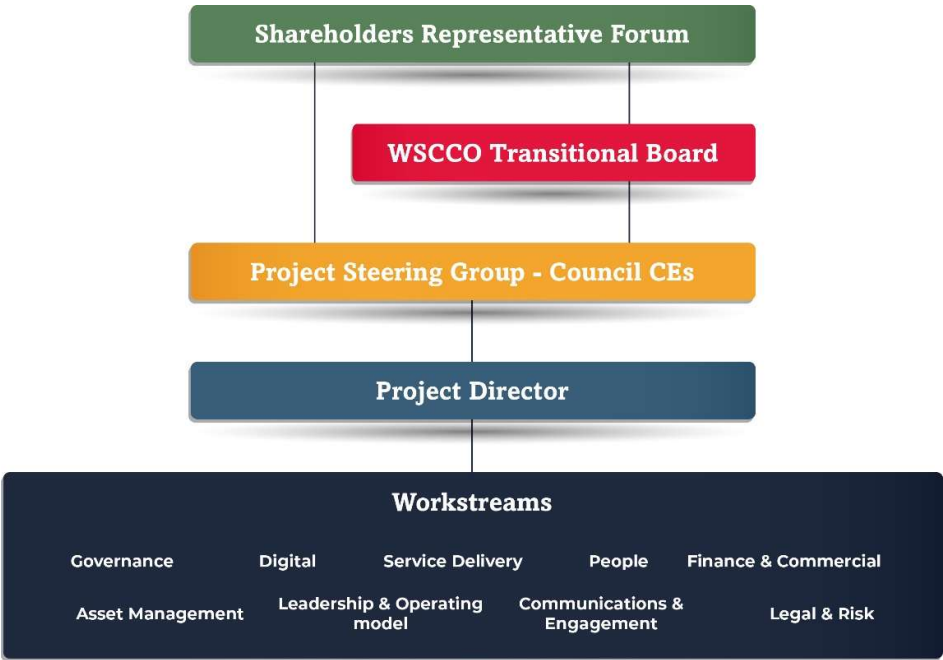 Shareholders Representative Forum
WSCCO Transitional Board
Project Steering Group - Council CEs
Project Director
Workstreams
Governance Digital Service Delivery People Finance & Commercial
Asset Management Leadership & Operating model Communications & Engagement Legal & Risk